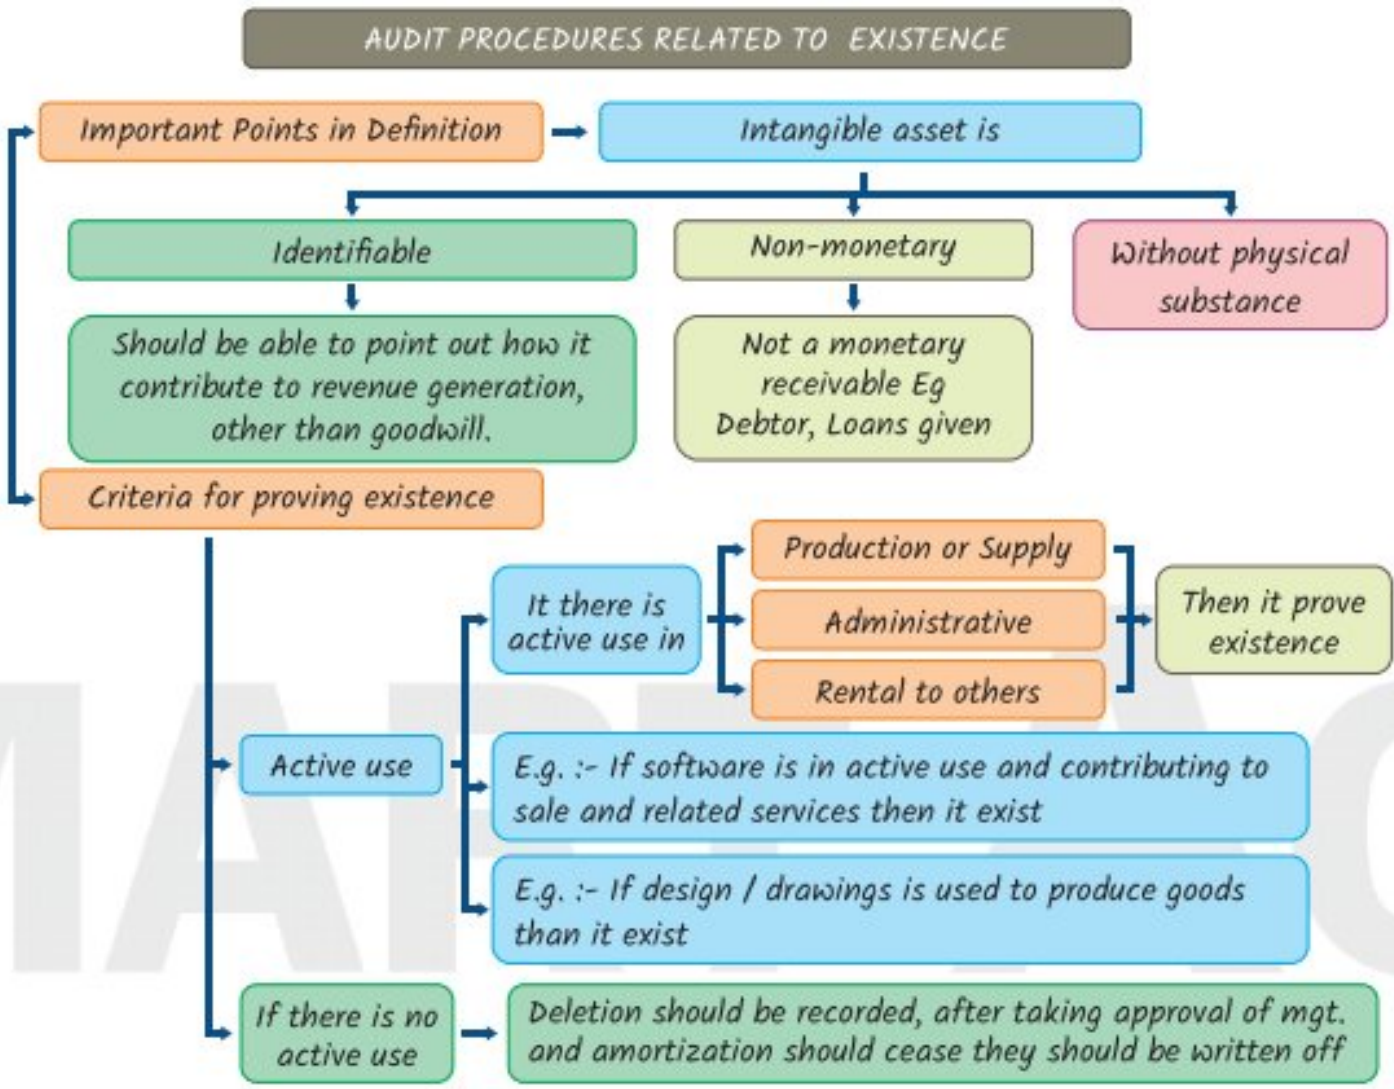 AUDIT PROCEDURES RELATED TO EXISTENCE
Important Points in Definition
Intangible asset is
Identifiable
Non-monetary
Without physical
substance
Should be able to point out how it
contribute to revenue generation,
other than goodwill.
Not a monetary
receivable Eg
Debtor, Loans given
Criteria for proving existence
It there is
active use in
Production or Supply
Administrative
Rental to others
Then it prove
existence
Active use
E.g. :- If software is in active use and contributing to
sale and related services then it exist
E.g. :- If design / drawings is used to produce goods
than it exist
If there is no
active use
Deletion should be recorded, after taking approval of mgt.
and amortization should cease they should be written off